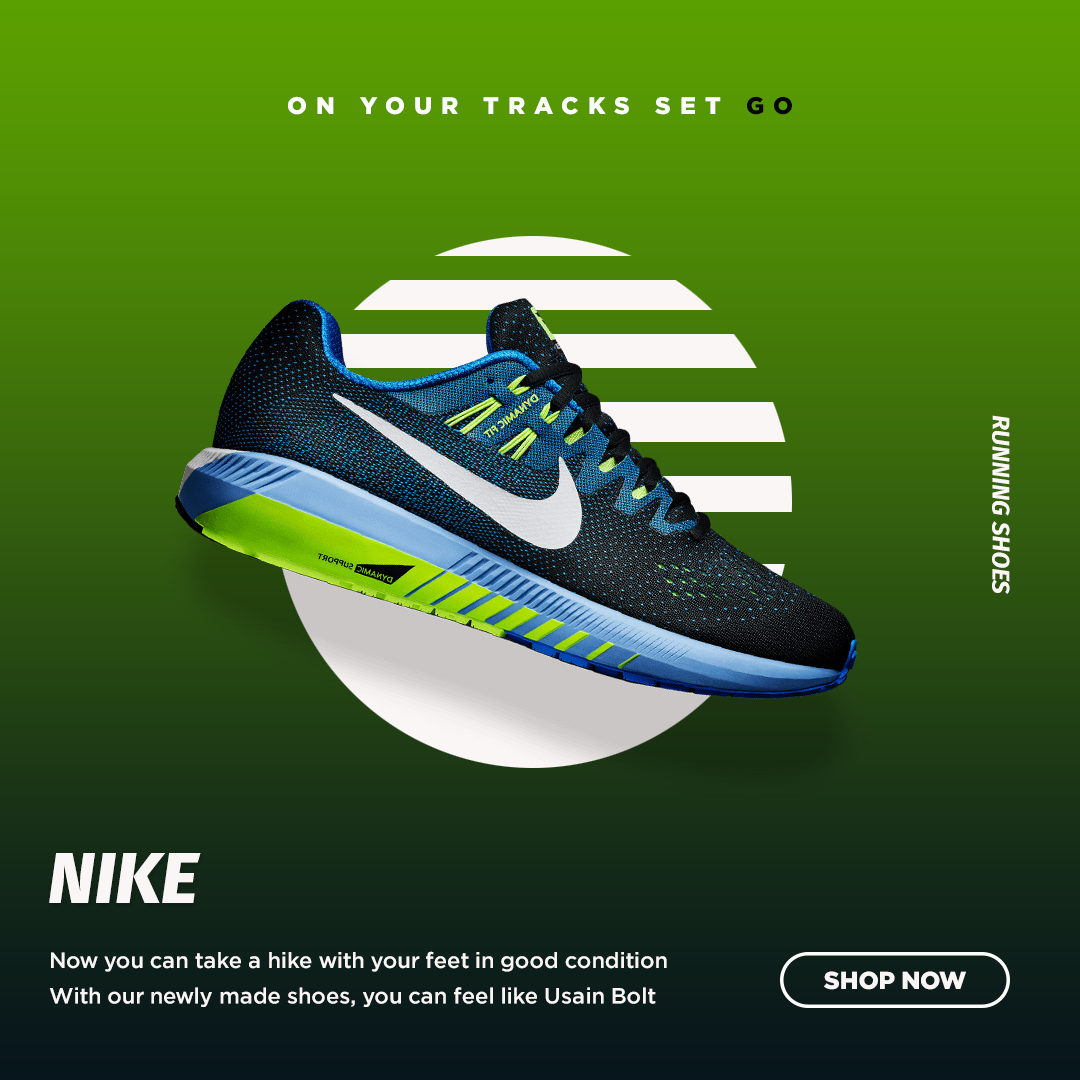 ON YOUR TRACKS SET GO
DYNAMIC FIT
DYNAMIC SUPPORT
RUNNING SHOES
NIKE
Now you can take a hike with your feet in good condition
With our newly made shoes, you can feel like Usain Bolt
SHOP NOW